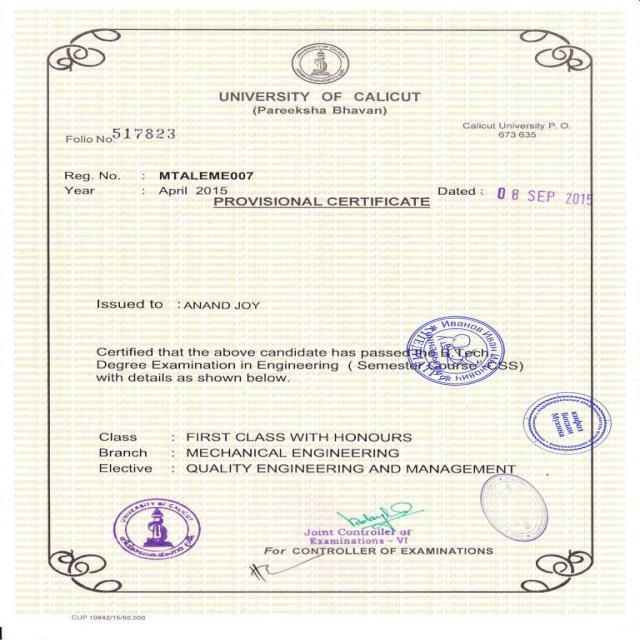 UNIVERSITY OF CALICUT
(Pareeksha Bhavan)
Calicut University P. O.
673 635
Folio No. 517823
Reg. No. : MTALEME007
Year : April 2015
Dated : 08 SEP 2015
PROVISIONAL CERTIFICATE
Issued to : ANAND JOY
Иванов Иван
Certified that the above candidate has passed the B.Tech
Degree Examination in Engineering ( Semester Course CSS)
with details as shown below.
Class : FIRST CLASS WITH HONOURS
Branch : MECHANICAL ENGINEERING
Elective : QUALITY ENGINEERING AND MANAGEMENT
UNIVERSITY OF CALICUT
Joint Controller of
Examinations - VI
For CONTROLLER OF EXAMINATIONS
CUP 10842/15/50,000